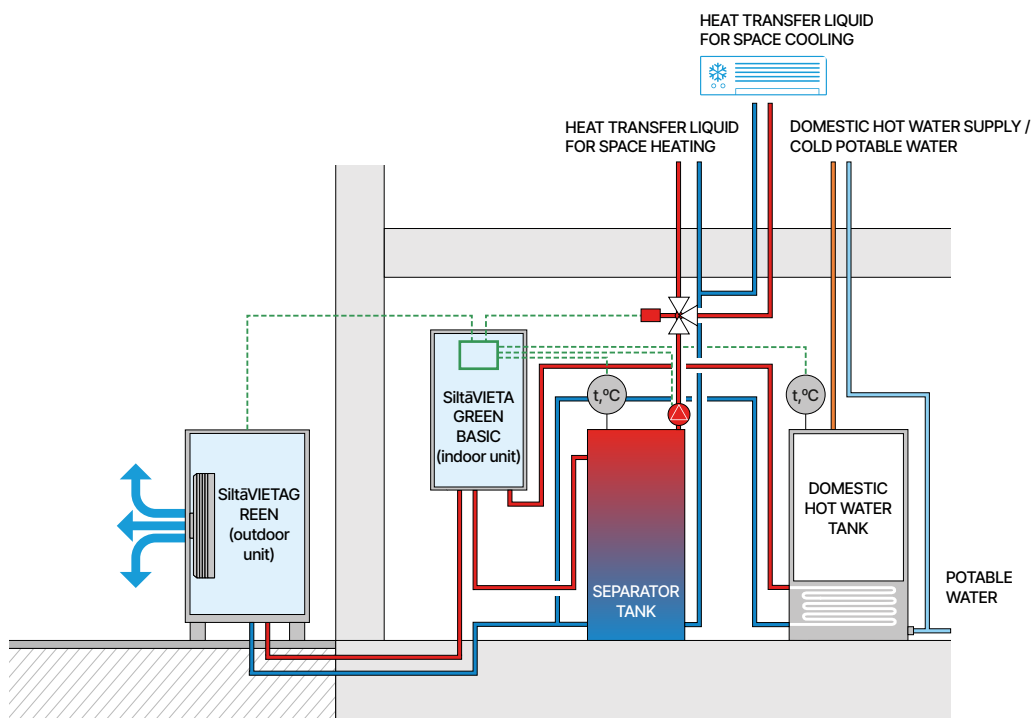 HEAT TRANSFER LIQUID
FOR SPACE COOLING
HEAT TRANSFER LIQUID
FOR SPACE HEATING
DOMESTIC HOT WATER SUPPLY /
COLD POTABLE WATER
SiltāVIETA
GREEN
BASIC
(indoor unit)
t,ºC
t,ºC
SiltāVIETAG
REEN
(outdoor
unit)
DOMESTIC
HOT WATER
TANK
SEPARATOR
TANK
POTABLE
WATER